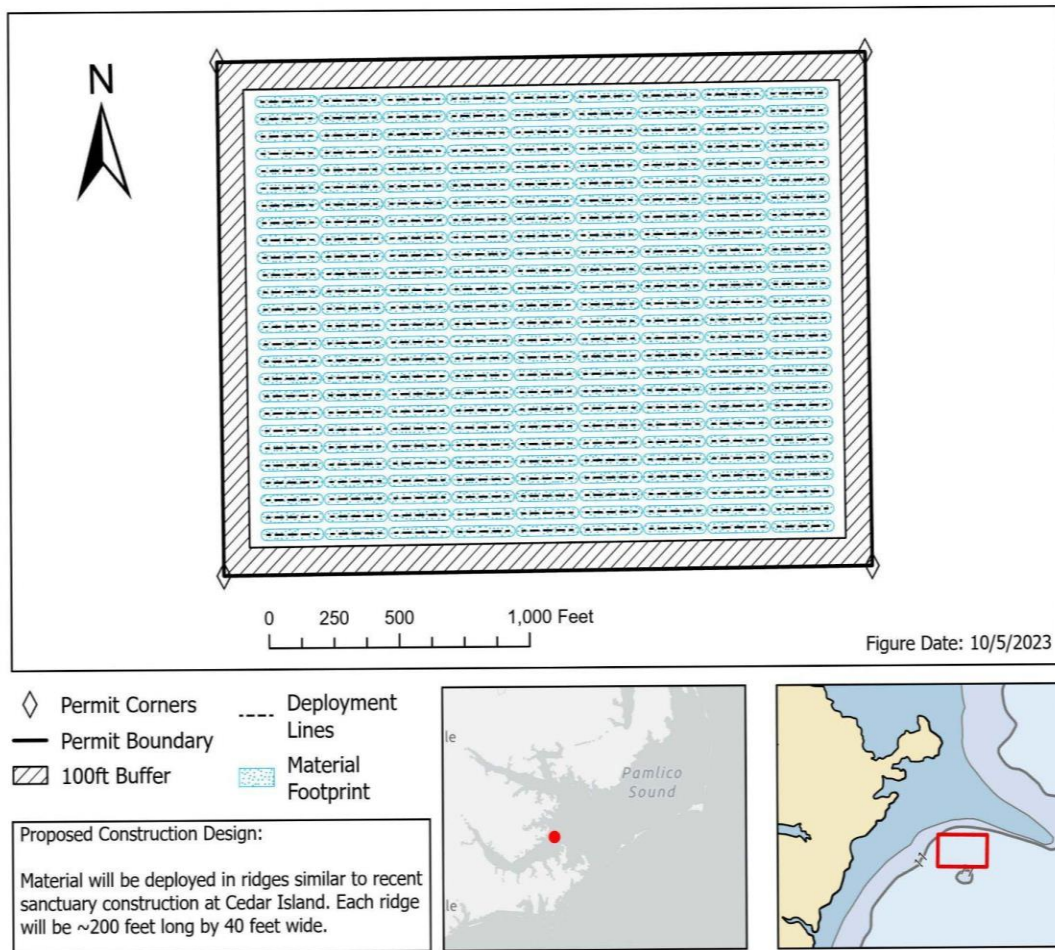 N
0 250 500 1,000 Feet
Figure Date: 10/5/2023
Permit Corners
Permit Boundary
100ft Buffer
Deployment
Lines
Material
Footprint
Proposed Construction Design:
Material will be deployed in ridges similar to recent
sanctuary construction at Cedar Island. Each ridge
will be ~200 feet long by 40 feet wide.
le
Pamlico
Sound
le